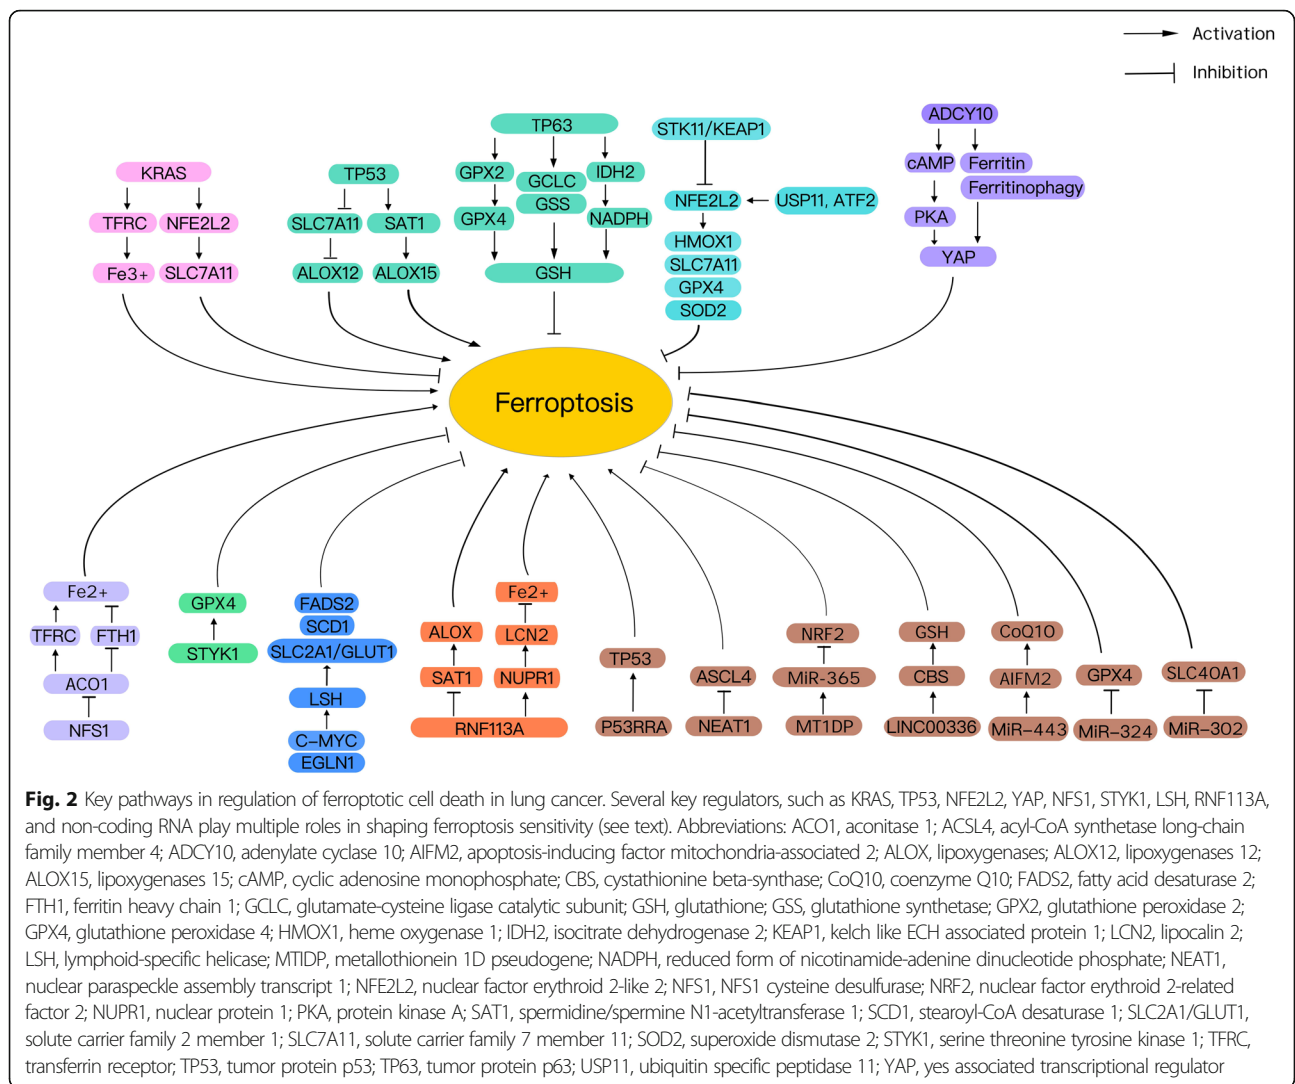 Activation
Inhibition
KRAS
TFRC NFE2L2
Fe3+ SLC7A11
TP53
SLC7A11 SAT1
ALOX12 ALOX15
TP63
GPX2 GCLC IDH2
GPX4 GSS NADPH
GSH
STK11/KEAP1
NFE2L2 USP11, ATF2
HMOX1
SLC7A11
GPX4
SOD2
ADCY10
cAMP Ferritin
Ferritinophagy
PKA
YAP
Ferroptosis
Fe2+
TFRC FTH1
ACO1
NFS1
GPX4
STYK1
FADS2
SCD1
SLC2A1/GLUT1
LSH
C-MYC
EGLN1
ALOX
SAT1
Fe2+
LCN2
NUPR1
RNF113A
TP53
P53RRA
ASCL4
NEAT1
NRF2
MiR-365
MT1DP
GSH
CBS
LINC00336
CoQ10
AIFM2
MiR-443
GPX4
MiR-324
SLC40A1
MiR-302
Fig. 2 Key pathways in regulation of ferroptotic cell death in lung cancer. Several key regulators, such as KRAS, TP53, NFE2L2, YAP, NFS1, STYK1, LSH, RNF113A,
and non-coding RNA play multiple roles in shaping ferroptosis sensitivity (see text). Abbreviations: ACO1, aconitase 1; ACSL4, acyl-CoA synthetase long-chain
family member 4; ADCY10, adenylate cyclase 10; AIFM2, apoptosis-inducing factor mitochondria-associated 2; ALOX, lipoxygenases; ALOX12, lipoxygenases 12;
ALOX15, lipoxygenases 15; cAMP, cyclic adenosine monophosphate; CBS, cystathionine beta-synthase; CoQ10, coenzyme Q10; FADS2, fatty acid desaturase 2;
FTH1, ferritin heavy chain 1; GCLC, glutamate-cysteine ligase catalytic subunit; GSH, glutathione; GSS, glutathione synthetase; GPX2, glutathione peroxidase 2;
GPX4, glutathione peroxidase 4; HMOX1, heme oxygenase 1; IDH2, isocitrate dehydrogenase 2; KEAP1, kelch like ECH associated protein 1; LCN2, lipocalin 2;
LSH, lymphoid-specific helicase; MTIDP, metallothionein 1D pseudogene; NADPH, reduced form of nicotinamide-adenine dinucleotide phosphate; NEAT1,
nuclear paraspeckle assembly transcript 1; NFE2L2, nuclear factor erythroid 2-like 2; NFS1, NFS1 cysteine desulfurase; NRF2, nuclear factor erythroid 2-related
factor 2; NUPR1, nuclear protein 1; PKA, protein kinase A; SAT1, spermidine/spermine N1-acetyltransferase 1; SCD1, stearoyl-CoA desaturase 1; SLC2A1/GLUT1,
solute carrier family 2 member 1; SLC7A11, solute carrier family 7 member 11; SOD2, superoxide dismutase 2; STYK1, serine threonine tyrosine kinase 1; TFRC,
transferrin receptor; TP53, tumor protein p53; TP63, tumor protein p63; USP11, ubiquitin specific peptidase 11; YAP, yes associated transcriptional regulator